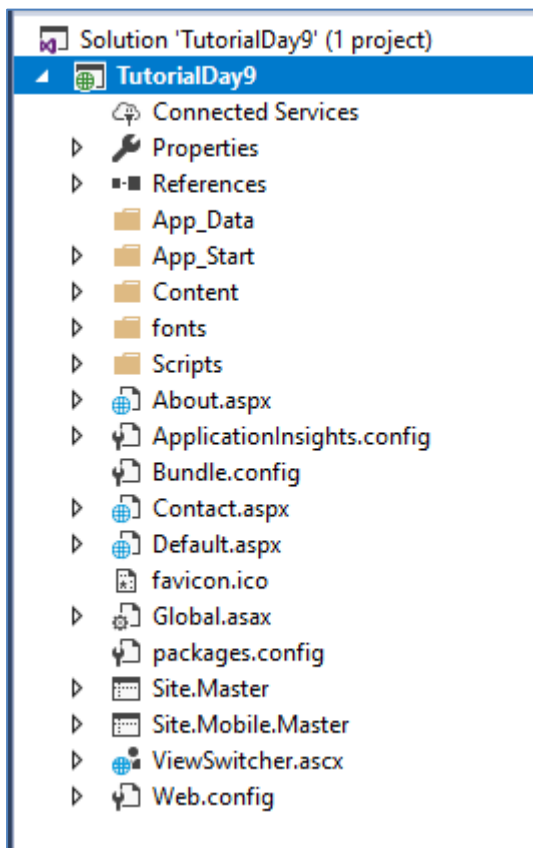 Solution 'TutorialDay9' (1 project)
TutorialDay9
Connected Services
Properties
References
App_Data
App_Start
Content
fonts
Scripts
About.aspx
ApplicationInsights.config
Bundle.config
Contact.aspx
Default.aspx
favicon.ico
Global.asax
packages.config
Site.Master
Site.Mobile.Master
ViewSwitcher.ascx
Web.config